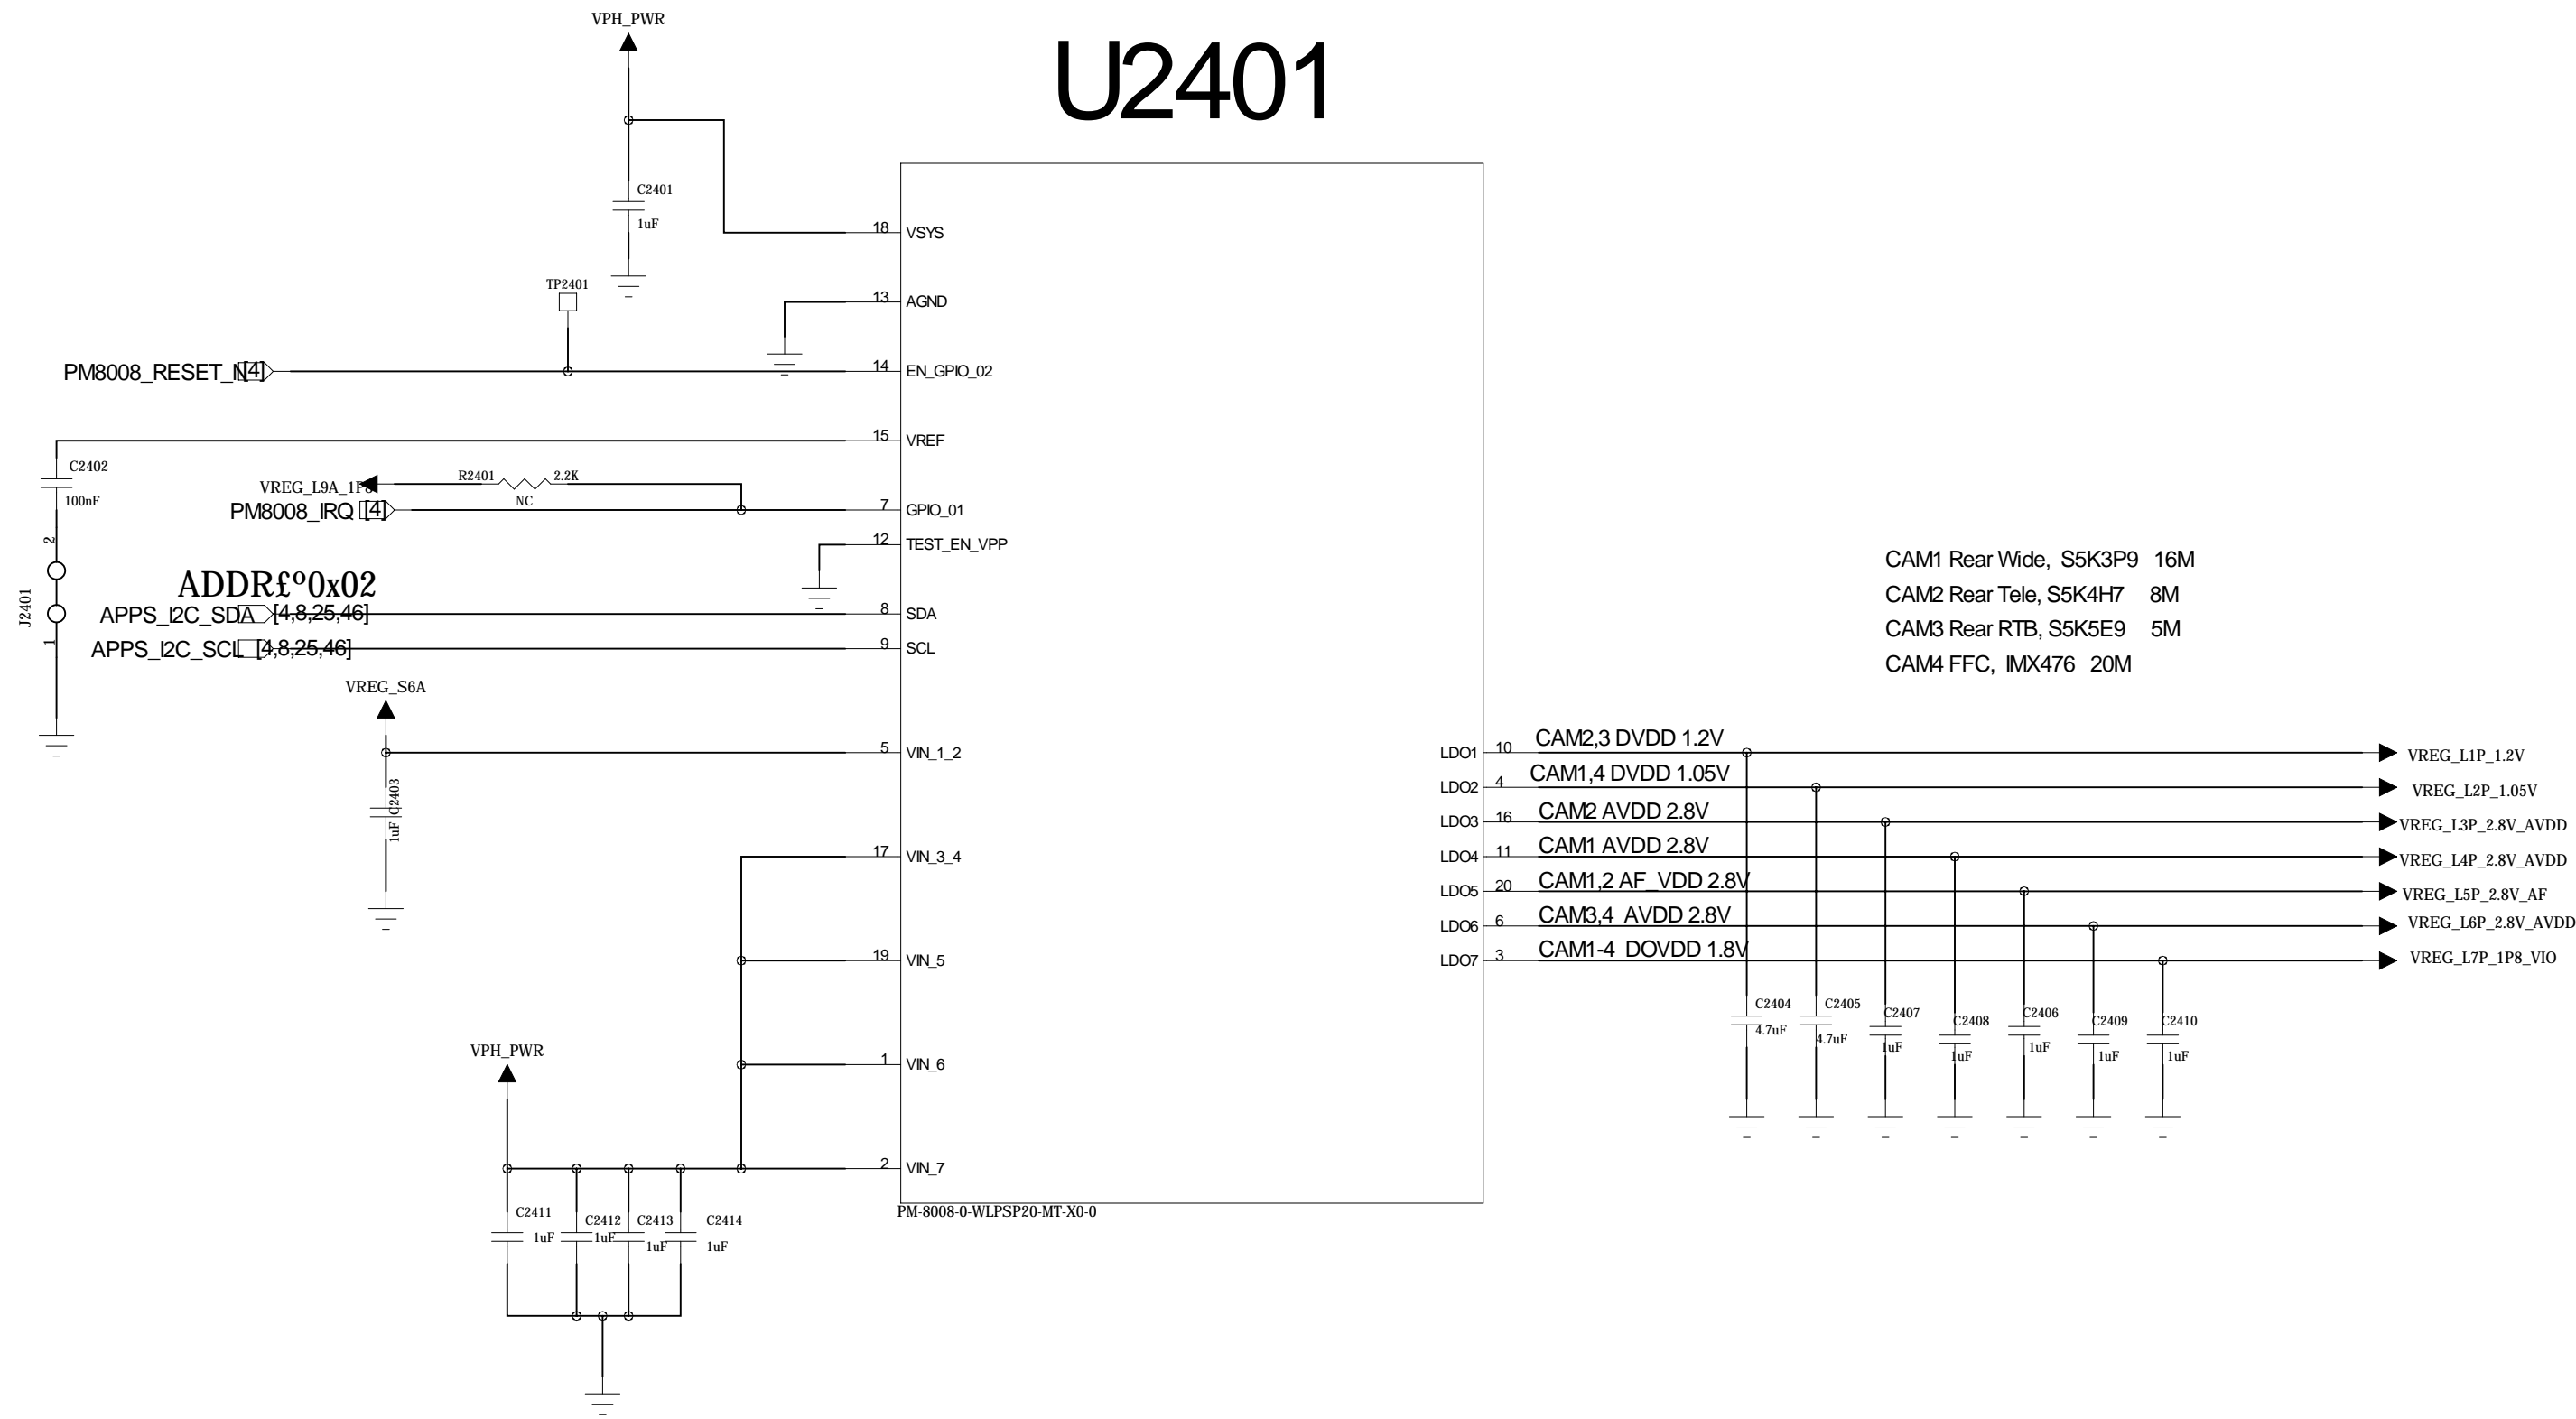 U2401
VPH_PWR
C2401
1uF
18 VSYS
TP2401
13 AGND
PM8008_RESET_N [4]
14 EN_GPIO_02
15 VREF
C2402
100nF
R2401 2.2K
NC
PM8008_IRQ [4]
7 GPIO_01
12 TEST_EN_VPP
2
J2401
1
ADDR£º0x02
APPS_I2C_SDA [4,8,25,46]
8 SDA
APPS_I2C_SCL [4,8,25,46]
9 SCL
VREG_S6A
5 VIN_1_2
C2403
1uF
17 VIN_3_4
19 VIN_5
1 VIN_6
VPH_PWR
2 VIN_7
C2411
1uF
C2412
1uF
C2413
1uF
C2414
1uF
PM-8008-0-WLPSP20-MT-X0-0
CAM1 Rear Wide, S5K3P9 16M
CAM2 Rear Tele, S5K4H7 8M
CAM3 Rear RTB, S5K5E9 5M
CAM4 FFC, IMX476 20M
LDO1 10 CAM2,3 DVDD 1.2V VREG_L1P_1.2V
LDO2 4 CAM1,4 DVDD 1.05V VREG_L2P_1.05V
LDO3 16 CAM2 AVDD 2.8V VREG_L3P_2.8V_AVDD
LDO4 11 CAM1 AVDD 2.8V VREG_L4P_2.8V_AVDD
LDO5 20 CAM1,2 AF_VDD 2.8V VREG_L5P_2.8V_AF
LDO6 6 CAM3,4 AVDD 2.8V VREG_L6P_2.8V_AVDD
LDO7 3 CAM1-4 DOVDD 1.8V VREG_L7P_1P8_VIO
C2404
4.7uF
C2405
4.7uF
C2407
1uF
C2408
1uF
C2406
1uF
C2409
1uF
C2410
1uF